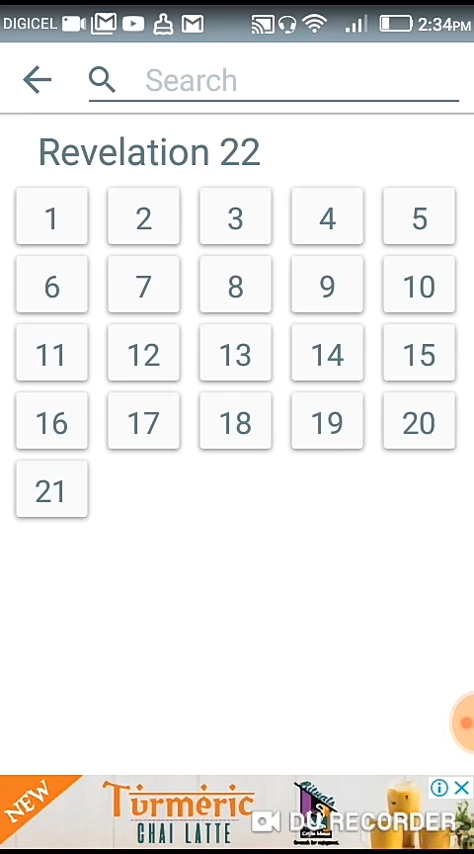 DIGICEL 2:34PM
Search
Revelation 22
1 2 3 4 5
6 7 8 9 10
11 12 13 14 15
16 17 18 19 20
21
NEW
Turmeric
CHAI LATTE
Rituals
DU RECORDER